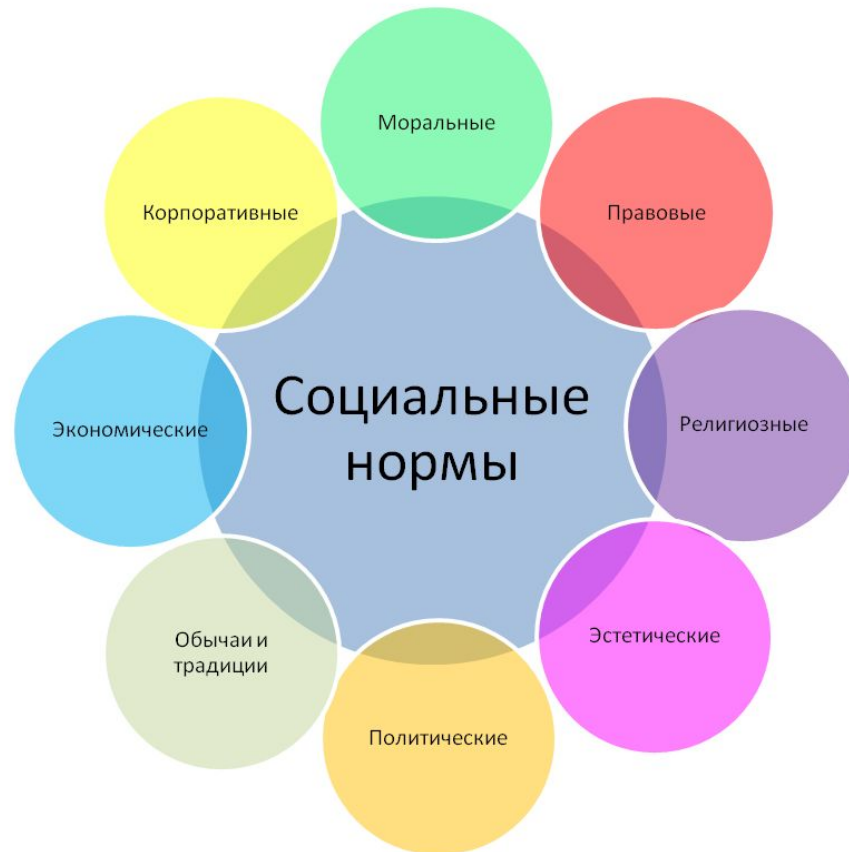 Моральные
Корпоративные
Правовые
Социальные
нормы
Экономические
Религиозные
Обычаи и
традиции
Эстетические
Политические